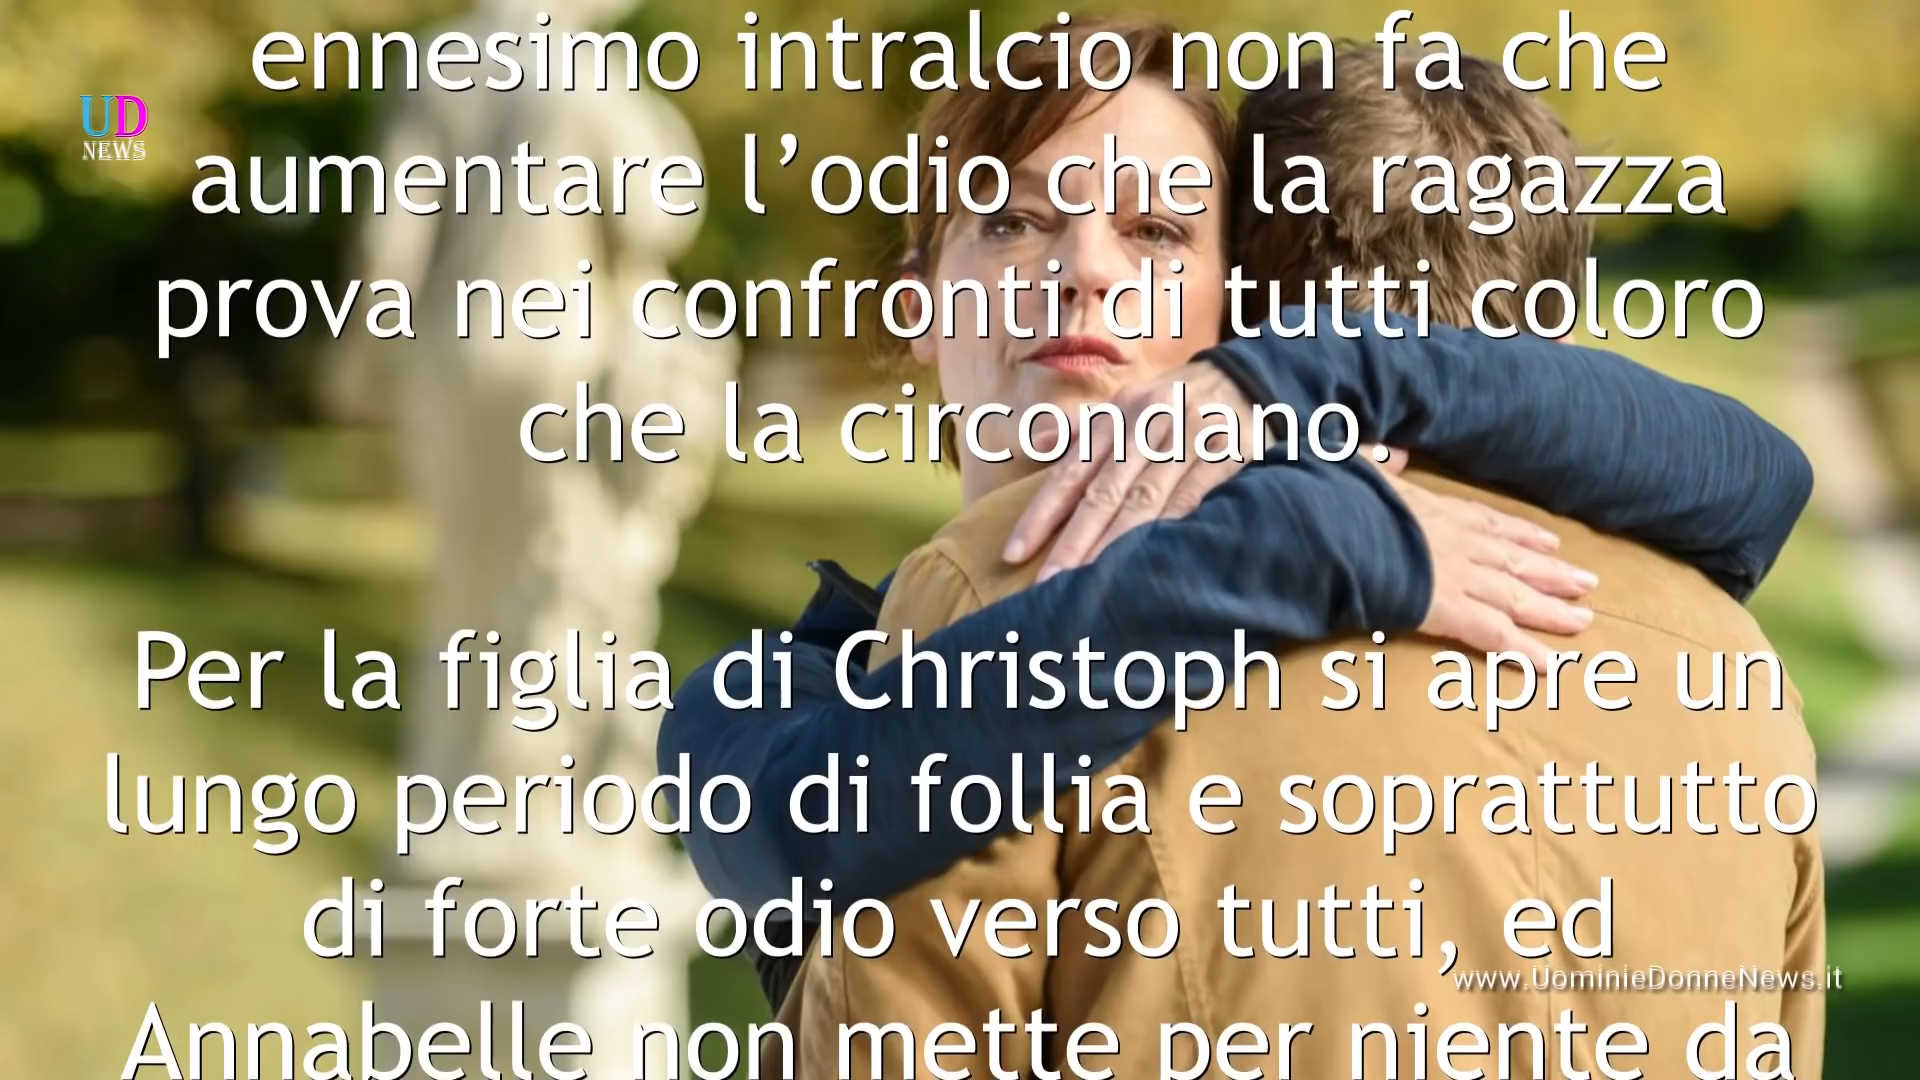 ennesimo intralcio non fa che
UD
NEWS
aumentare l’odio che la ragazza
prova nei confronti di tutti coloro
che la circondano.
Per la figlia di Christoph si apre un
lungo periodo di follia e soprattutto
di forte odio verso tutti, ed
www.UominieDonneNews.it
Annabelle non mette per niente da